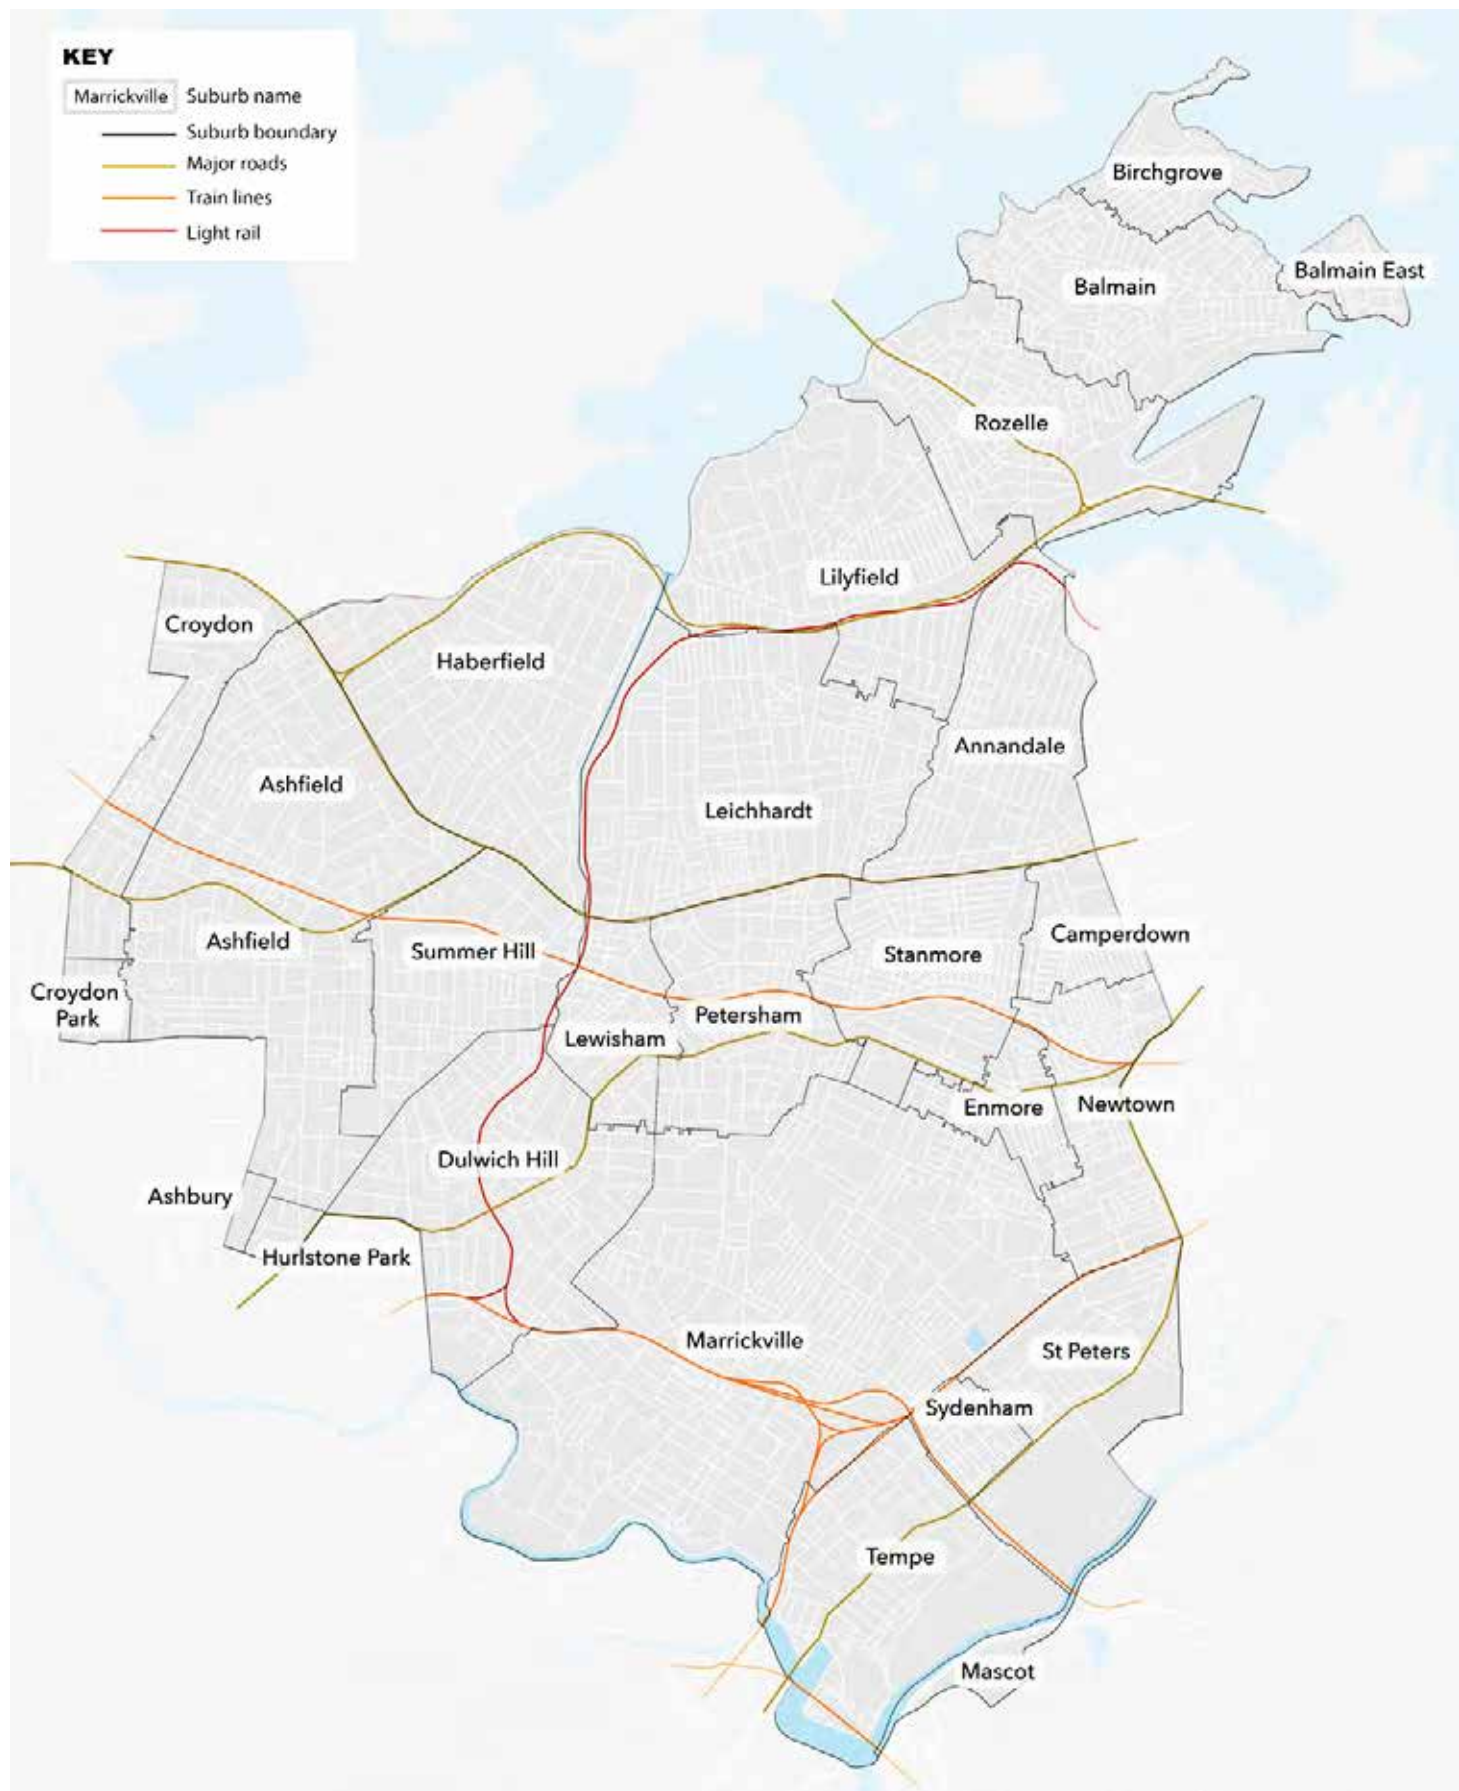 KEY
Marrickville Suburb name
Suburb boundary
Major roads
Train lines
Light rail
Birchgrove
Balmain East
Balmain
Rozelle
Lilyfield
Croydon
Haberfield
Annandale
Ashfield
Leichhardt
Camperdown
Ashfield
Summer Hill
Stanmore
Croydon
Park
Petersham
Lewisham
Enmore
Newtown
Dulwich Hill
Ashbury
Hurlstone Park
Marrickville
St Peters
Sydenham
Tempe
Mascot